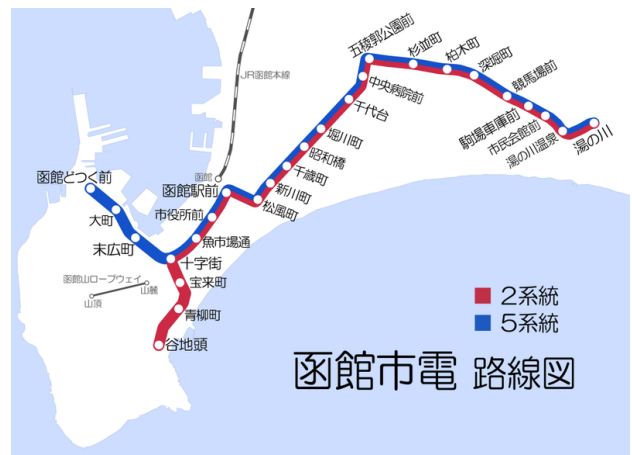 五稜郭公園前
杉並町
柏木町
深堀町
競馬場前
駒場車庫前
市民会館前
湯の川温泉
湯の川
中央病院前
千代台
堀川町
昭和橋
千歳町
新川町
松風町
JR函館本線
函館
函館駅前
市役所前
魚市場通
函館どつく前
大町
末広町
十字街
宝来町
青柳町
谷地頭
函館山ロープウェイ
山麓
山頂
2系統
5系統
函館市電 路線図